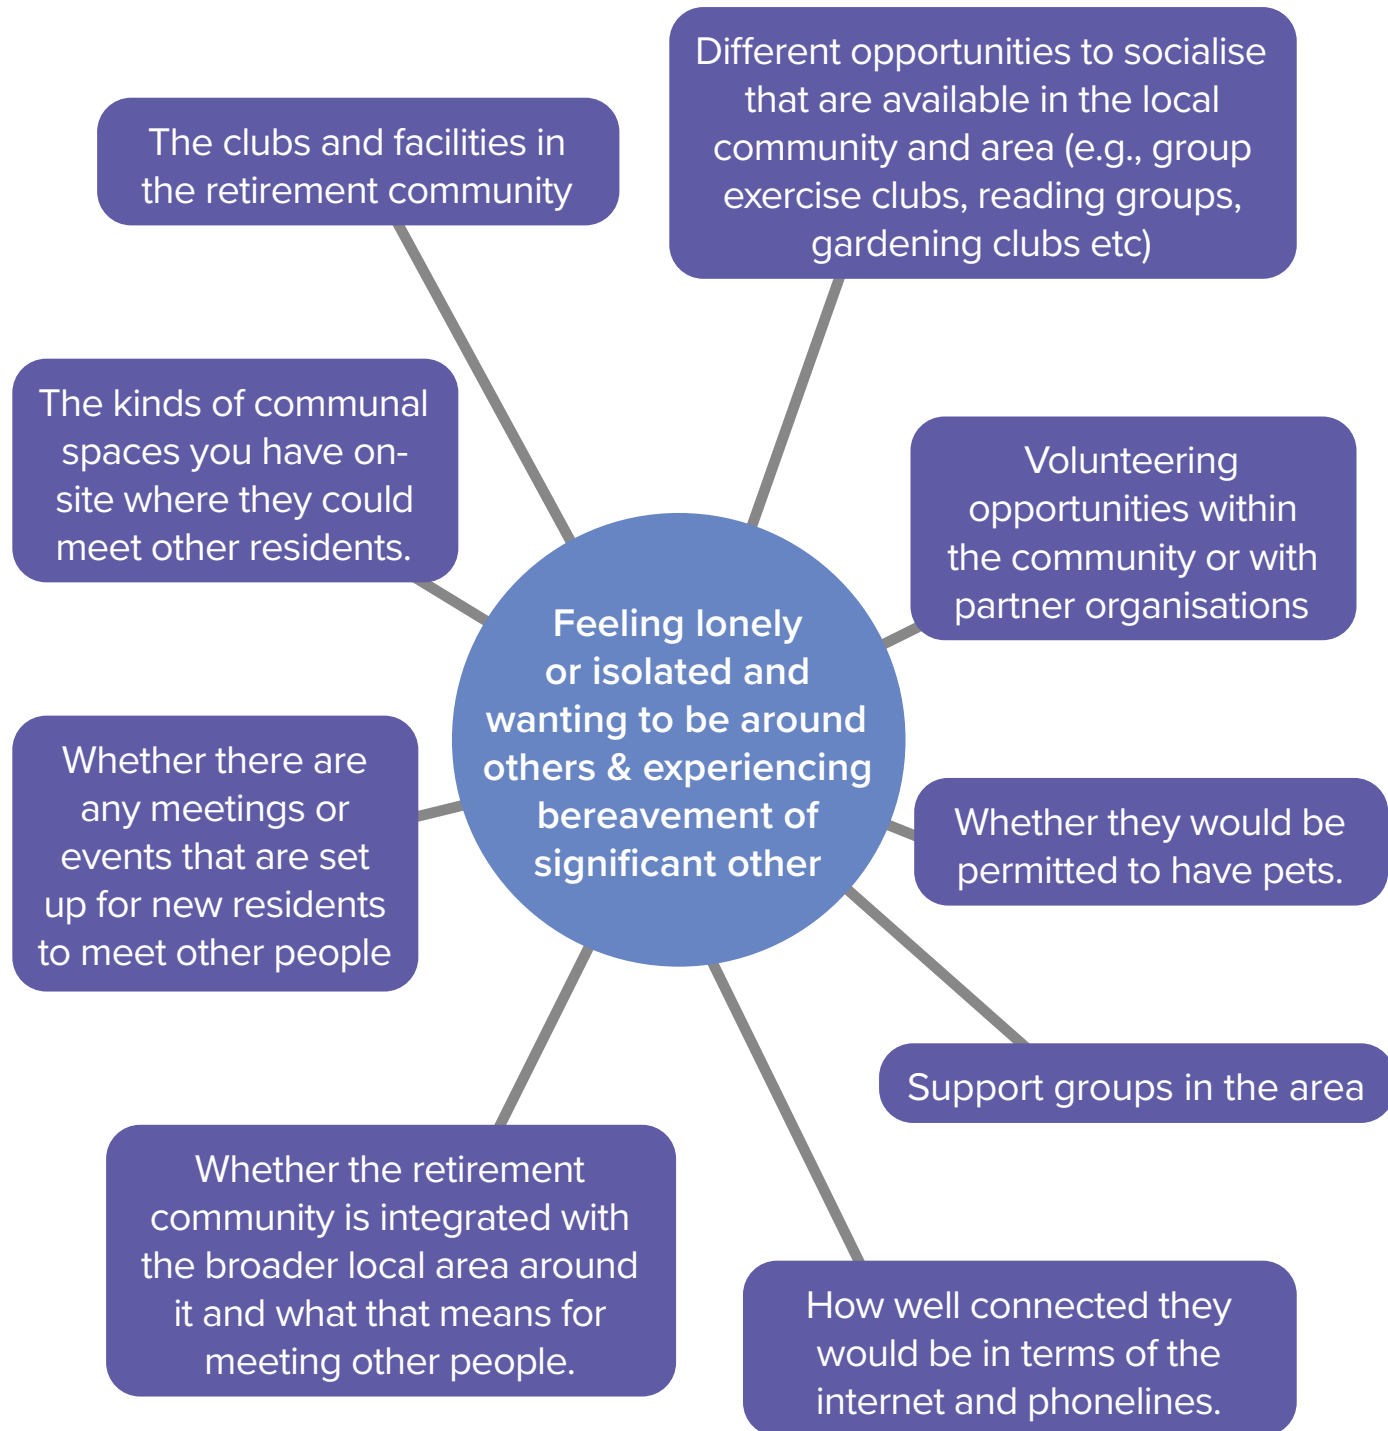 Different opportunities to socialise
that are available in the local
community and area (e.g., group
exercise clubs, reading groups,
gardening clubs etc)
The clubs and facilities in
the retirement community
The kinds of communal
spaces you have on-
site where they could
meet other residents.
Volunteering
opportunities within
the community or with
partner organisations
Feeling lonely
or isolated and
wanting to be around
others & experiencing
bereavement of
significant other
Whether there are
any meetings or
events that are set
up for new residents
to meet other people
Whether they would be
permitted to have pets.
Support groups in the area
Whether the retirement
community is integrated with
the broader local area around
it and what that means for
meeting other people.
How well connected they
would be in terms of the
internet and phonelines.